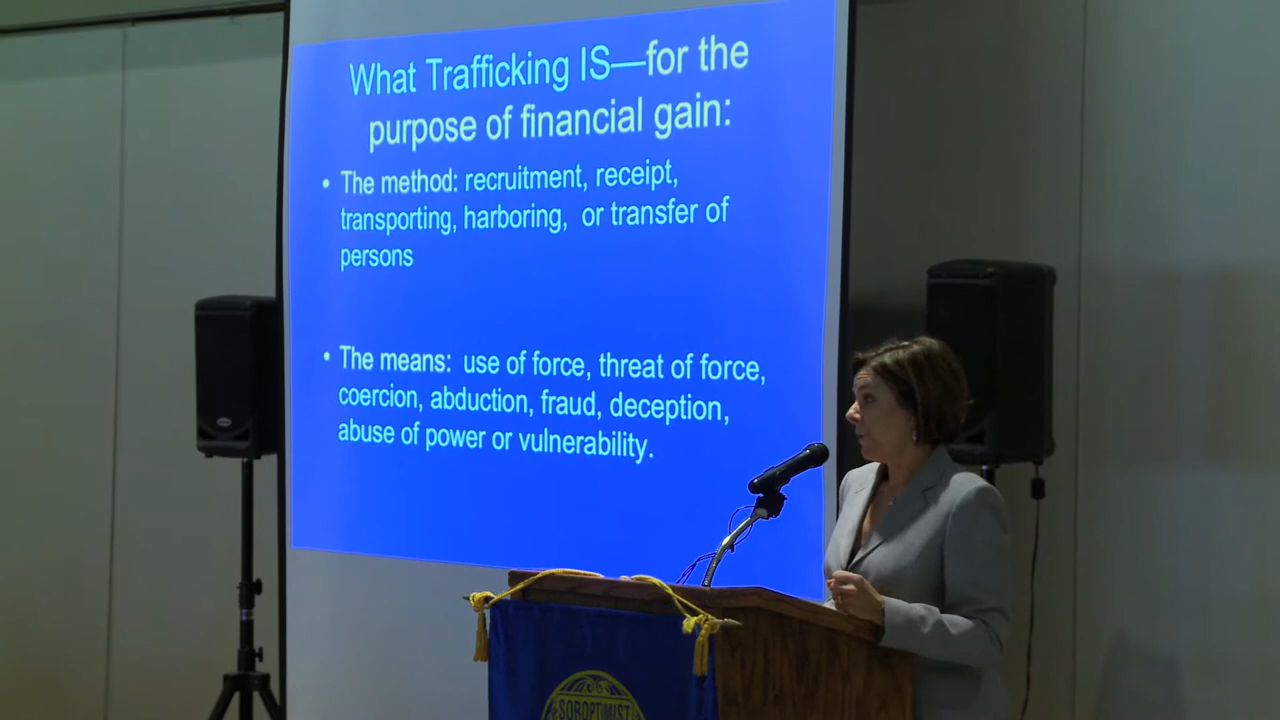 What Trafficking IS—for the
purpose of financial gain:
• The method: recruitment, receipt,
transporting, harboring, or transfer of
persons
• The means: use of force, threat of force,
coercion, abduction, fraud, deception,
abuse of power or vulnerability.
SOROPTIMIST